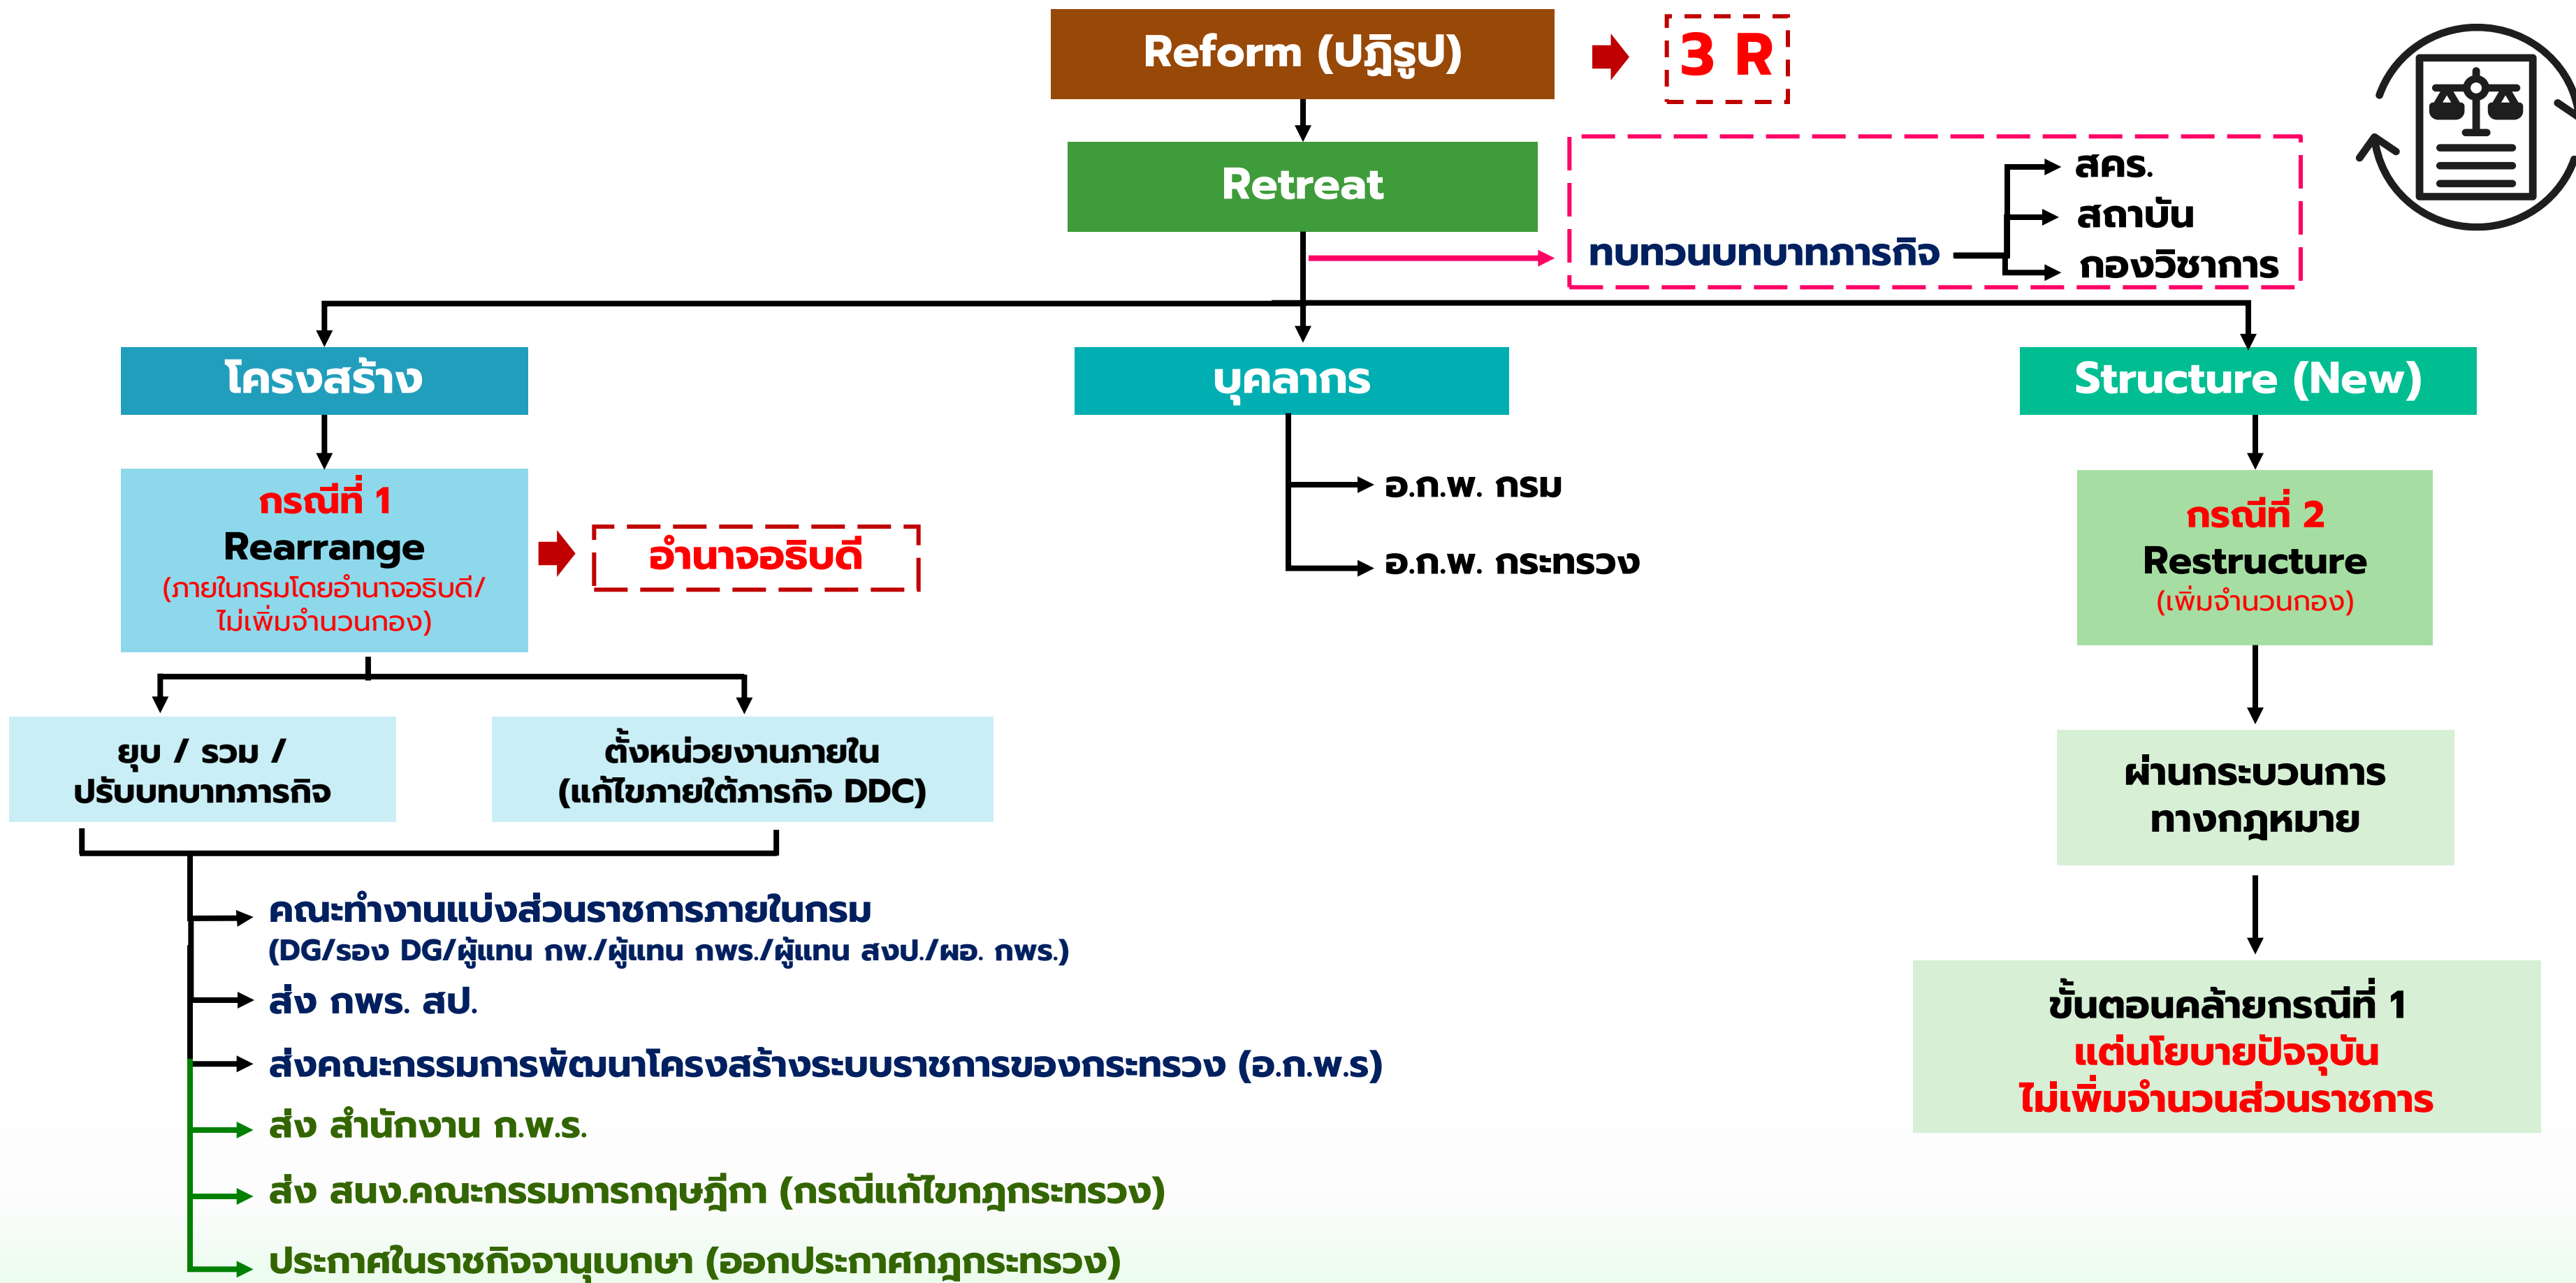 Reform (ปฏิรูป)
3 R
Retreat
ทบทวนบทบาทภารกิจ
สคร.
สถาบัน
กองวิชาการ
โครงสร้าง
บุคลากร
Structure (New)
กรณีที่ 1
Rearrange
(ภายในกรมโดยอำนาจอธิบดี/
ไม่เพิ่มจำนวนกอง)
อำนาจอธิบดี
อ.ก.พ. กรม
อ.ก.พ. กระทรวง
กรณีที่ 2
Restructure
(เพิ่มจำนวนกอง)
ยุบ / รวม /
ปรับบทบาทภารกิจ
ตั้งหน่วยงานภายใน
(แก้ไขภายใต้ภารกิจ DDC)
ผ่านกระบวนการ
ทางกฎหมาย
คณะทำงานแบ่งส่วนราชการภายในกรม
(DG/รอง DG/ผู้แทน กพ./ผู้แทน กพร./ผู้แทน สงป./ผอ. กพร.)
ส่ง กพร. สป.
ส่งคณะกรรมการพัฒนาโครงสร้างระบบราชการของกระทรวง (อ.ก.พ.ร)
ส่ง สำนักงาน ก.พ.ร.
ส่ง สนง.คณะกรรมการกฤษฎีกา (กรณีแก้ไขกฎกระทรวง)
ประกาศในราชกิจจานุเบกษา (ออกประกาศกฎกระทรวง)
ขั้นตอนคล้ายกรณีที่ 1
แต่นโยบายปัจจุบัน
ไม่เพิ่มจำนวนส่วนราชการ